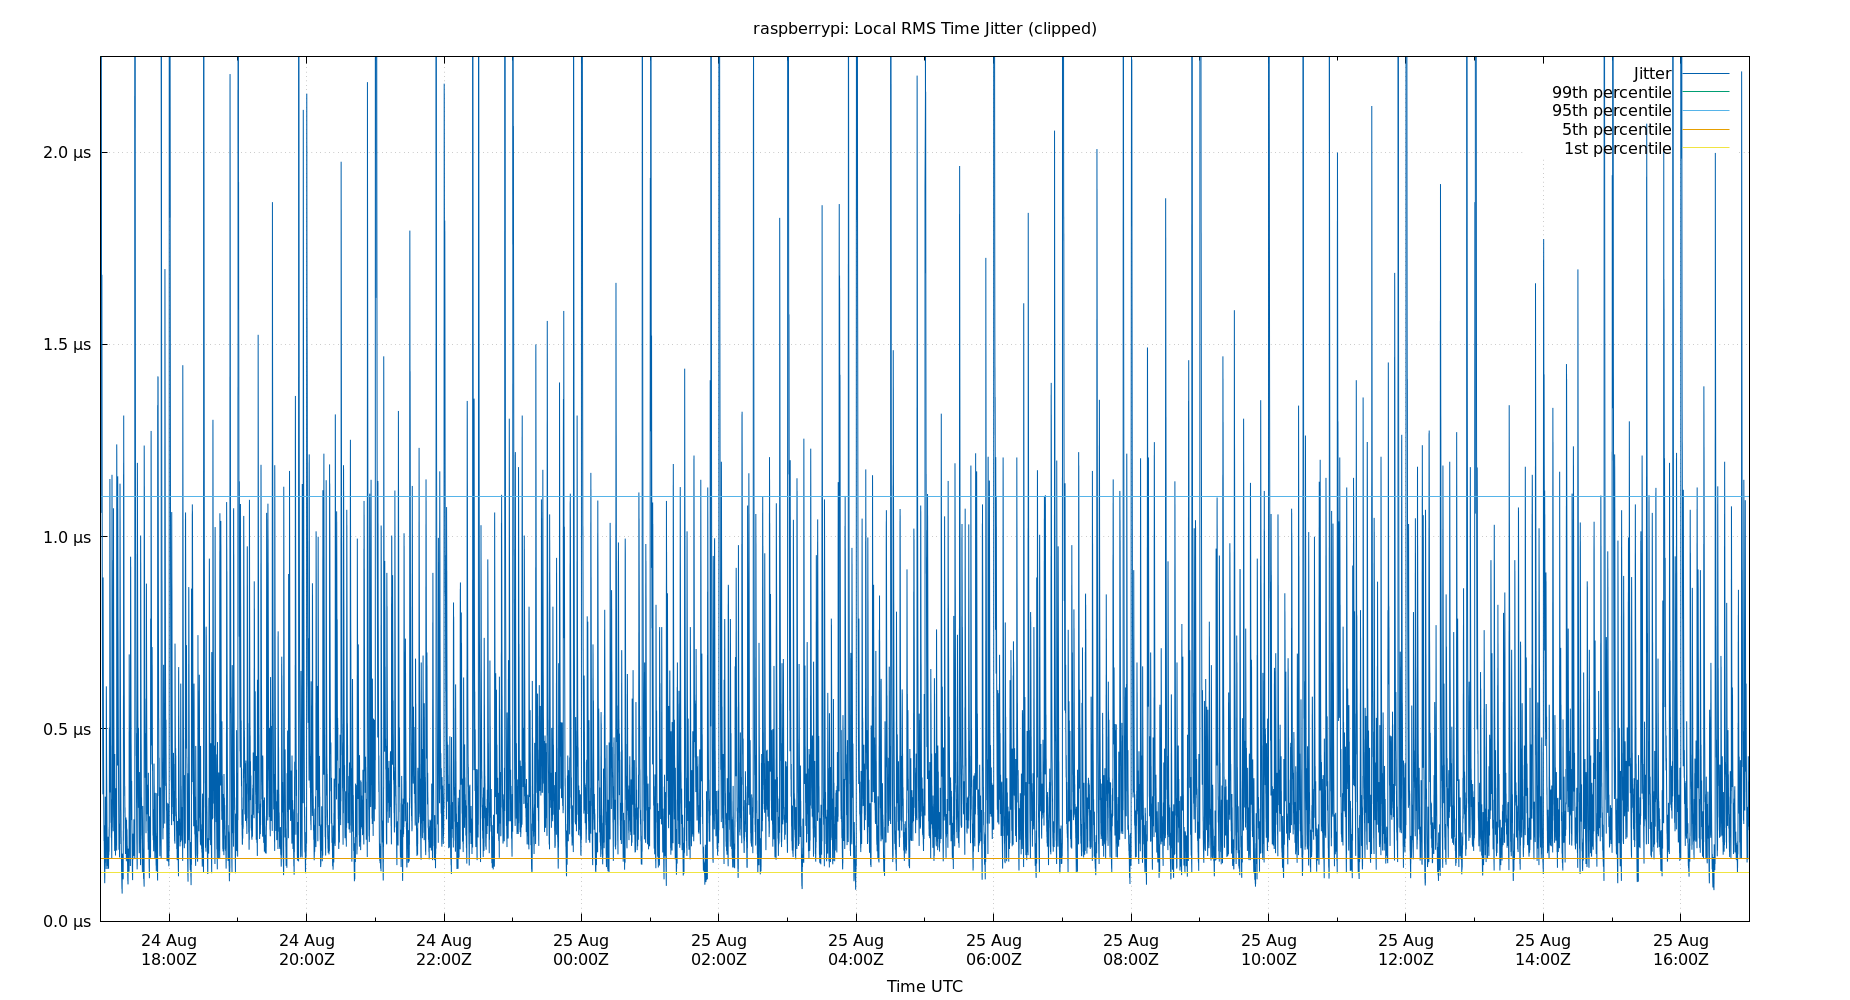 raspberrypi: Local RMS Time Jitter (clipped)
Jitter
99th percentile
95th percentile
5th percentile
1st percentile
2.0 µs
1.5 µs
1.0 µs
0.5 µs
0.0 µs
24 Aug 24 Aug 24 Aug 25 Aug 25 Aug 25 Aug 25 Aug 25 Aug 25 Aug 25 Aug 25 Aug 25 Aug
18:00Z 20:00Z 22:00Z 00:00Z 02:00Z 04:00Z 06:00Z 08:00Z 10:00Z 12:00Z 14:00Z 16:00Z
Time UTC